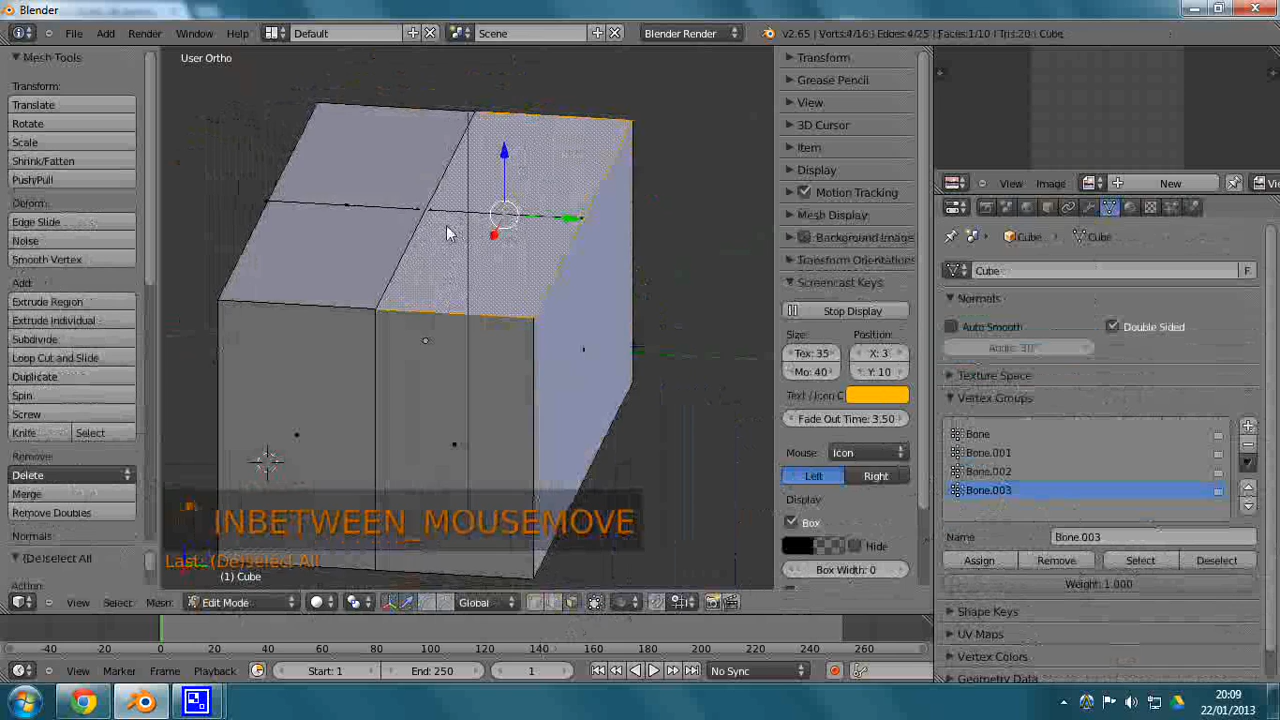 Blender
File Add Render Window Help Default Scene Blender Render v2.65 | Verts:4/16 | Edges:4/25 | Faces:1/10 | Tris:20 | Cube
Mesh Tools
Transform:
Translate
Rotate
Scale
Shrink/Fatten
Push/Pull
Deform:
Edge Slide
Noise
Smooth Vertex
Add:
Extrude Region
Extrude Individual
Subdivide
Loop Cut and Slide
Duplicate
Spin
Screw
Knife Select
Remove:
Delete
Merge
Remove Doubles
Normals:
(De)select All
Action:
User Ortho
INBETWEEN_MOUSEMOVE
Last: (De)select All
(1) Cube
Transform
Grease Pencil
View
3D Cursor
Item
Display
Motion Tracking
Mesh Display
Background Image
Transform Orientations
Screencast Keys
Stop Display
Size: Position:
Tex: 35 X: 3
Mo: 40 Y: 10
Text / Icon C
Fade Out Time: 3.50
Mouse: Icon
Left Right
Display
Box
Hide
Box Width: 0
View Image New Vi
Cube Cube
Cube F
Normals
Auto Smooth Double Sided
Angle: 30°
Texture Space
Vertex Groups
Bone
Bone.001
Bone.002
Bone.003
Name Bone.003
Assign Remove Select Deselect
Weight: 1.000
Shape Keys
UV Maps
Vertex Colors
Geometry Data
View Select Mesh Edit Mode Global
-40 -20 0 20 40 60 80 100 120 140 160 180 200 220 240 260
View Marker Frame Playback Start: 1 End: 250 1 No Sync
20:09
22/01/2013